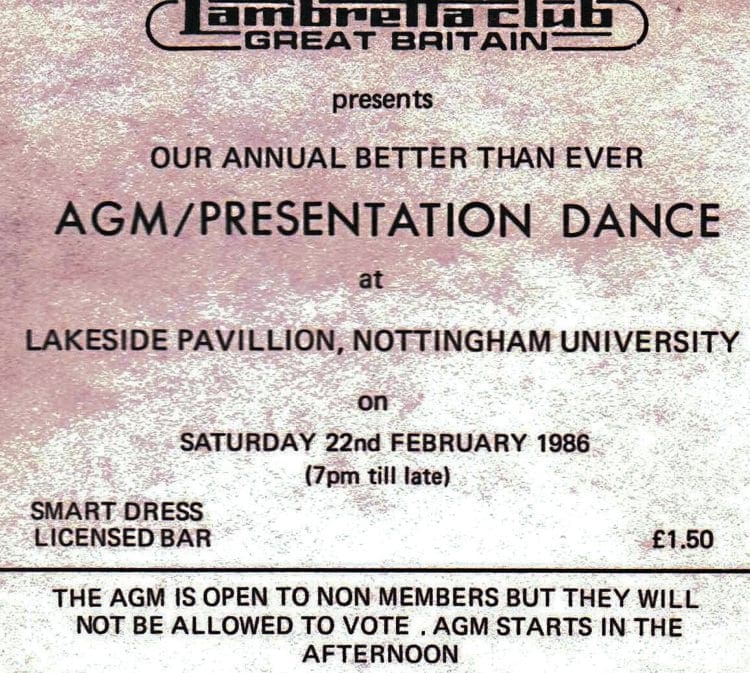 Lambretta club
GREAT BRITAIN
presents
OUR ANNUAL BETTER THAN EVER
AGM/PRESENTATION DANCE
at
LAKESIDE PAVILLION, NOTTINGHAM UNIVERSITY
on
SATURDAY 22nd FEBRUARY 1986
(7pm till late)
SMART DRESS
LICENSED BAR £1.50
THE AGM IS OPEN TO NON MEMBERS BUT THEY WILL
NOT BE ALLOWED TO VOTE . AGM STARTS IN THE
AFTERNOON